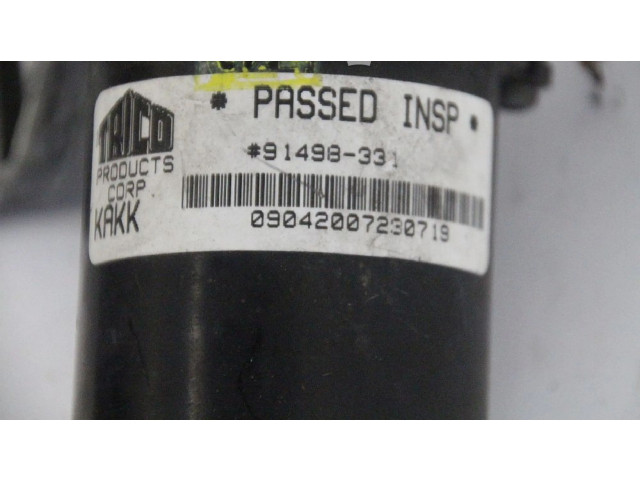 TRICO
PRODUCTS
CORP
KAKK
* PASSED INSP *
#91498-331
09042007230719